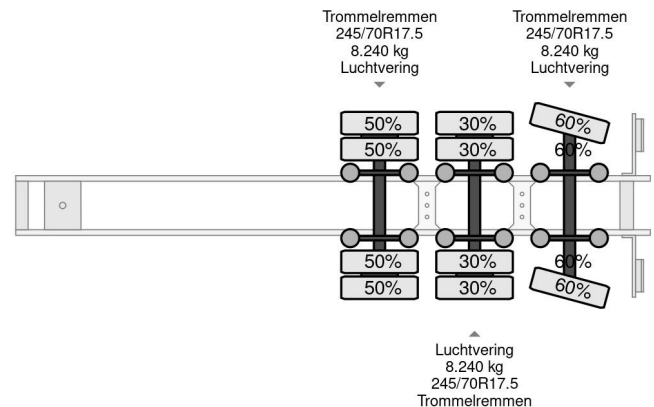 Trommelremmen
245/70R17.5
8.240 kg
Luchtvering
Trommelremmen
245/70R17.5
8.240 kg
Luchtvering
50%
30%
60%
50%
30%
60%
50%
30%
60%
50%
30%
60%
Luchtvering
8.240 kg
245/70R17.5
Trommelremmen